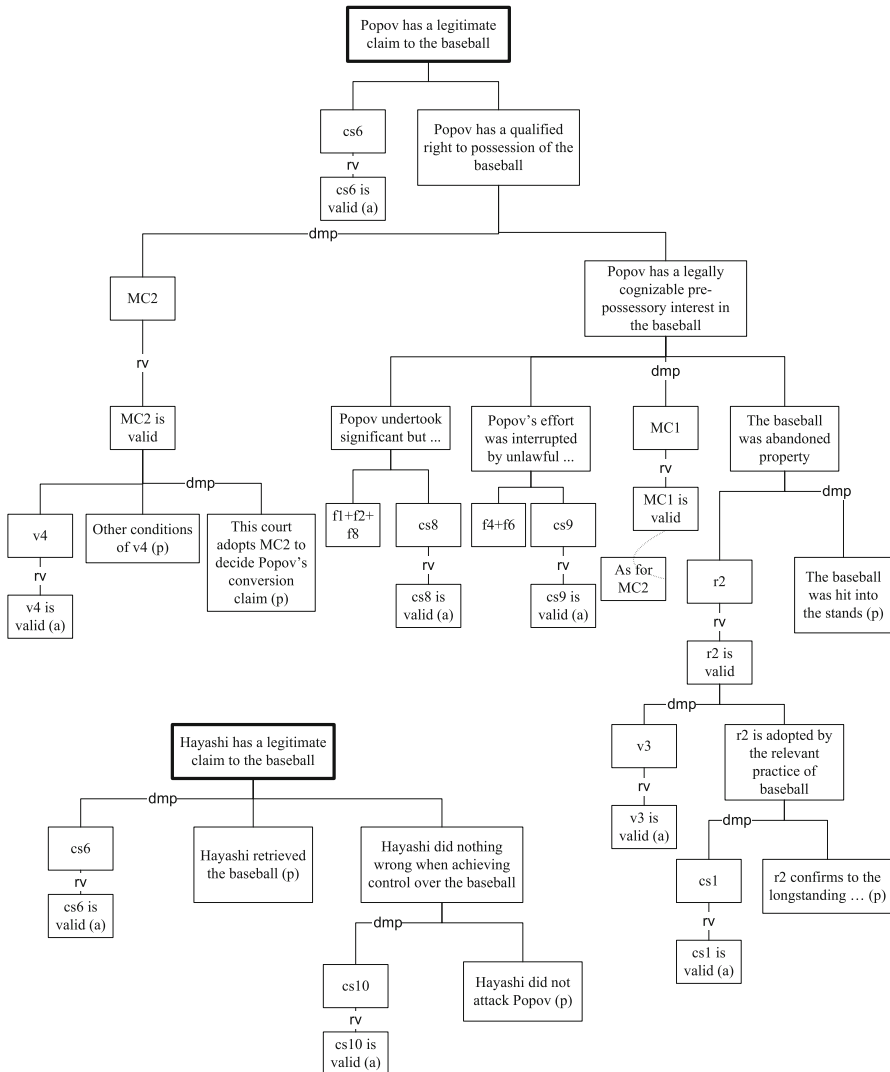 Popov has a legitimate
claim to the baseball
cs6
rv
cs6 is
valid (a)
Popov has a qualified
right to possession of the
baseball
dmp
MC2
rv
MC2 is
valid
dmp
v4
rv
v4 is
valid (a)
Other conditions
of v4 (p)
This court
adopts MC2 to
decide Popov's
conversion
claim (p)
Popov has a legally
cognizable pre-
possessory interest in
the baseball
dmp
Popov undertook
significant but ...
f1+f2+
f8
cs8
rv
cs8 is
valid (a)
Popov's effort
was interrupted
by unlawful ...
f4+f6
cs9
rv
cs9 is
valid (a)
MC1
rv
MC1 is
valid
As for
MC2
The baseball
was abandoned
property
dmp
r2
rv
r2 is
valid
The baseball
was hit into
the stands (p)
dmp
v3
rv
v3 is
valid (a)
r2 is adopted by
the relevant
practice of
baseball
dmp
cs1
rv
cs1 is
valid (a)
r2 confirms to the
longstanding … (p)
Hayashi has a legitimate
claim to the baseball
dmp
cs6
rv
cs6 is
valid (a)
Hayashi retrieved
the baseball (p)
Hayashi did nothing
wrong when achieving
control over the baseball
dmp
cs10
rv
cs10 is
valid (a)
Hayashi did not
attack Popov (p)